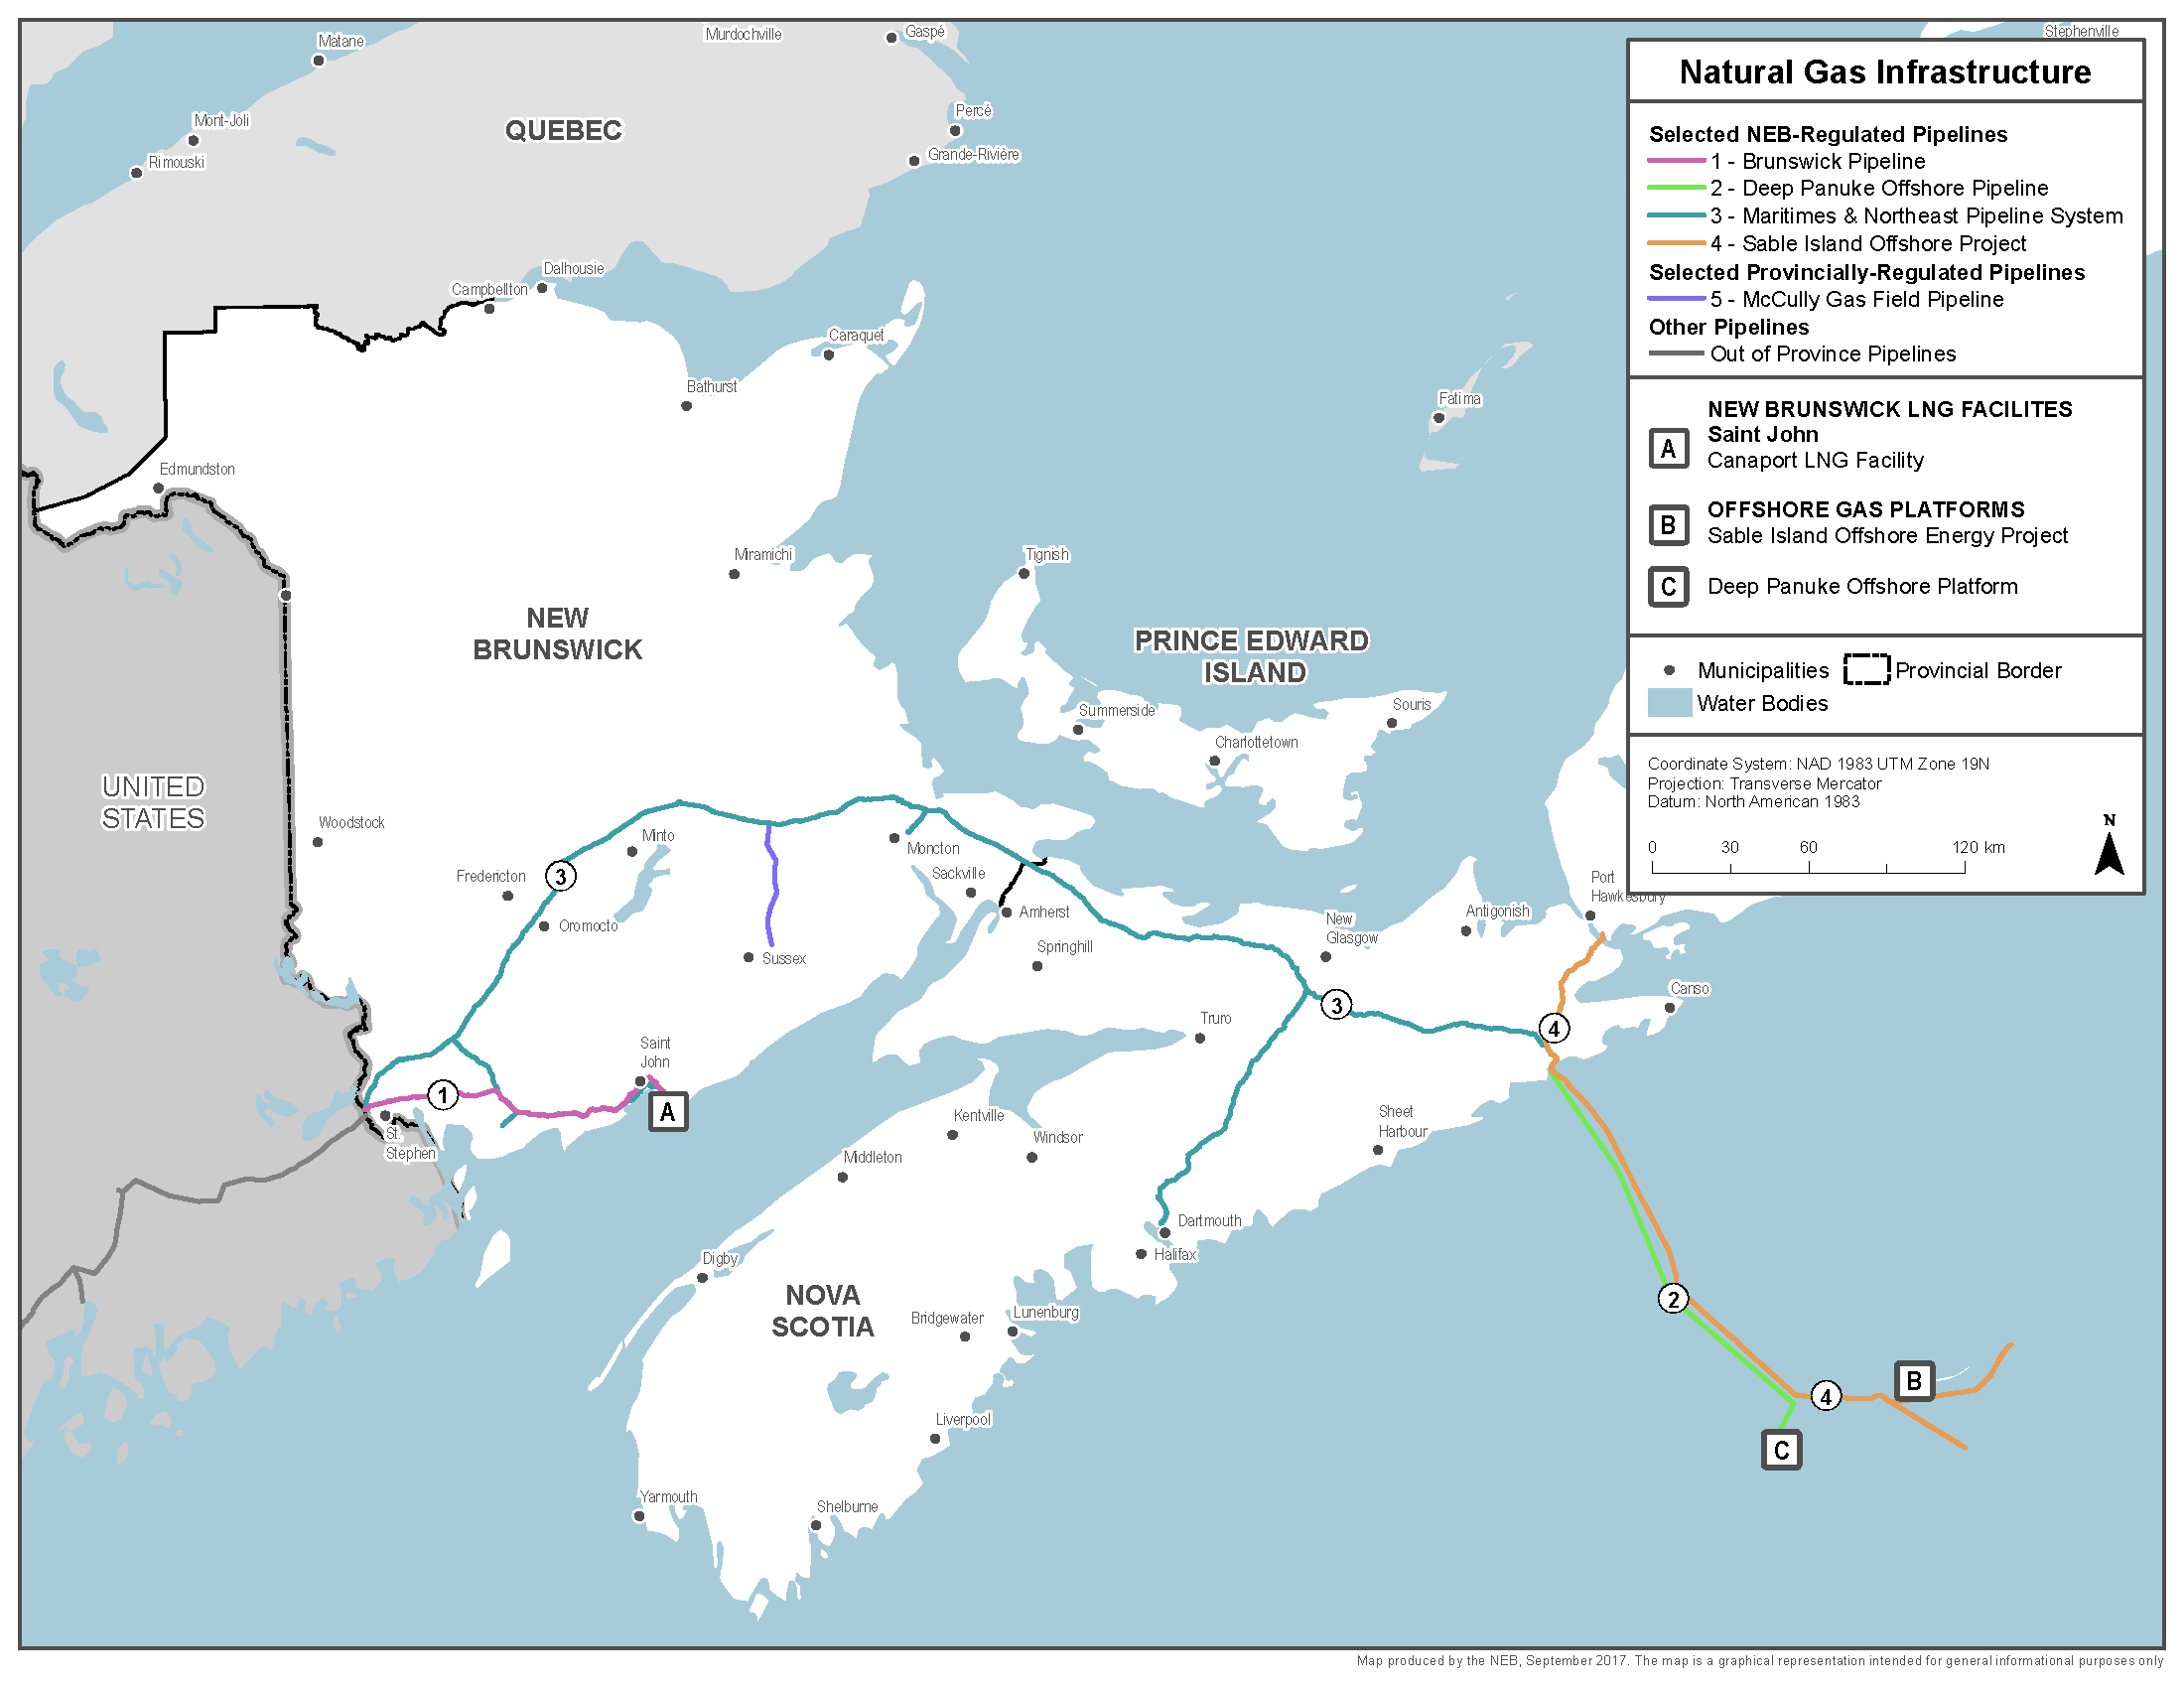 Matane
Murdochville
Gaspé
Stephenville
Mont-Joli
Rimouski
QUEBEC
Percé
Grande-Rivière
Dalhousie
Campbellton
Caraquet
Bathurst
Fatima
Edmundston
Miramichi
Tignish
NEW
BRUNSWICK
PRINCE EDWARD
ISLAND
Summerside
Souris
Charlottetown
UNITED
STATES
Woodstock
Minto
Moncton
Fredericton
3
Sackville
Oromocto
Amherst
Sussex
Springhill
New
Glasgow
Antigonish
Port
Hawkesbury
Canso
3
4
Truro
Saint
John
1
A
St.
Stephen
Kentville
Windsor
Middleton
Sheet
Harbour
Dartmouth
Halifax
Digby
NOVA
SCOTIA
Bridgewater
Lunenburg
2
4
B
C
Liverpool
Yarmouth
Shelburne
Natural Gas Infrastructure
Selected NEB-Regulated Pipelines
1 - Brunswick Pipeline
2 - Deep Panuke Offshore Pipeline
3 - Maritimes & Northeast Pipeline System
4 - Sable Island Offshore Project
Selected Provincially-Regulated Pipelines
5 - McCully Gas Field Pipeline
Other Pipelines
Out of Province Pipelines
NEW BRUNSWICK LNG FACILITES
Saint John
A
Canaport LNG Facility
OFFSHORE GAS PLATFORMS
B
Sable Island Offshore Energy Project
C
Deep Panuke Offshore Platform
Municipalities
Provincial Border
Water Bodies
Coordinate System: NAD 1983 UTM Zone 19N
Projection: Transverse Mercator
Datum: North American 1983
N
0 30 60 120 km
Map produced by the NEB, September 2017. The map is a graphical representation intended for general informational purposes only